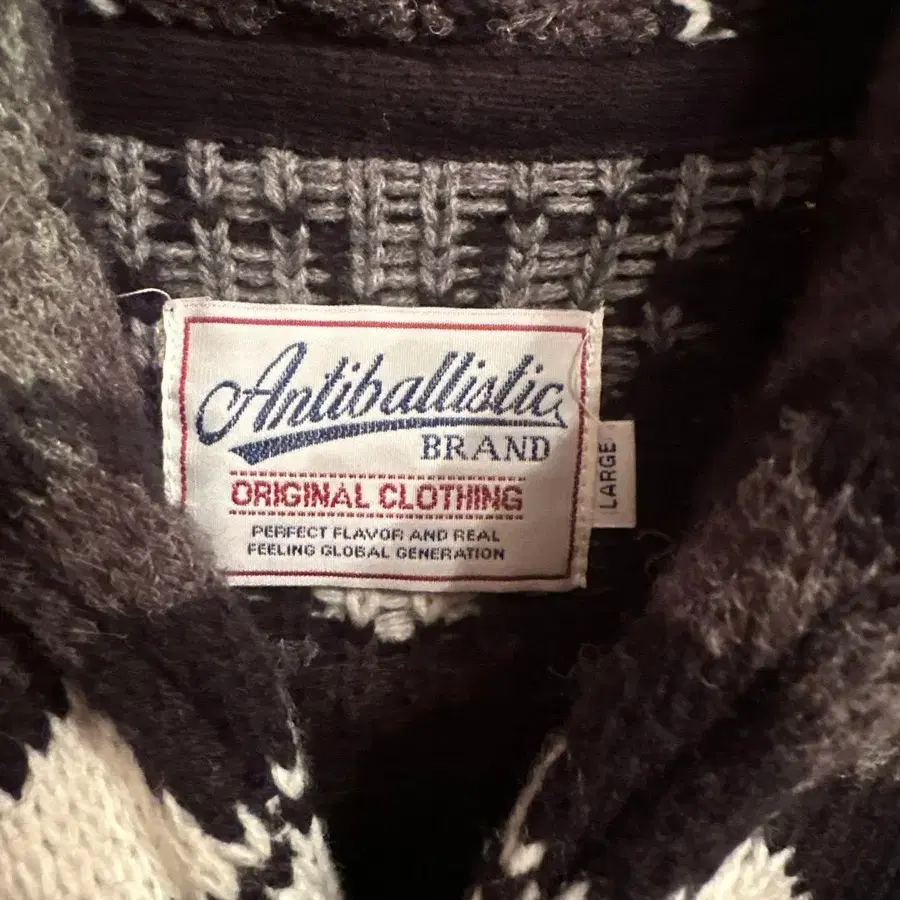 Antiballistic
BRAND
ORIGINAL CLOTHING
PERFECT FLAVOR AND REAL
FEELING GLOBAL GENERATION
LARGE